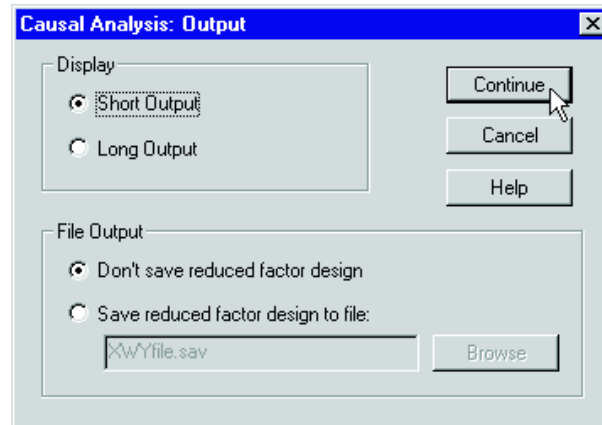 Causal Analysis: Output
Display
Short Output
Long Output
Continue
Cancel
Help
File Output
Don't save reduced factor design
Save reduced factor design to file:
XWYfile.sav
Browse